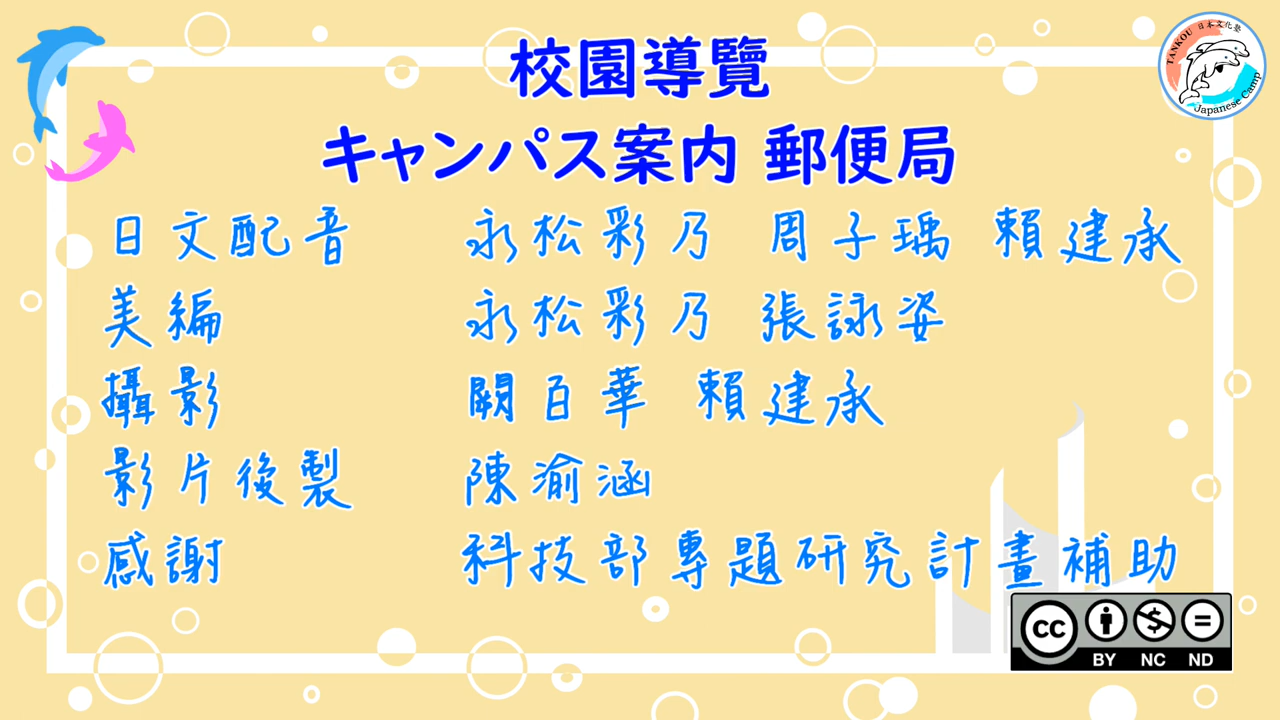 校園導覽
キャンパス案内 郵便局
日文配音 永松彩乃 周子瑀 賴建承
美編 永松彩乃 張詠姿
攝影 闕百華 賴建承
影片後製 陳渝涵
感謝 科技部專題研究計畫補助
TANKOU 日本文化塾
Japanese Camp
CC BY NC ND